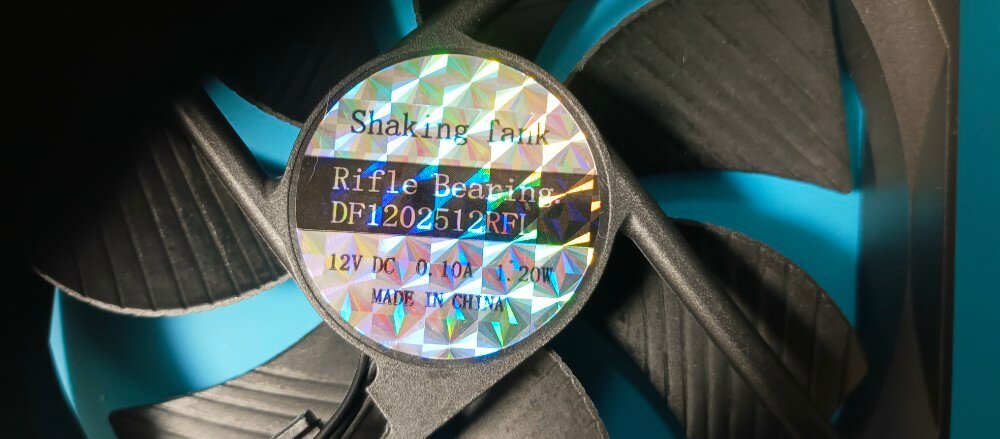 Shaking Tank
Rifle Bearing.
DF1202512RFL
12V DC 0.10A 1.20W
MADE IN CHINA